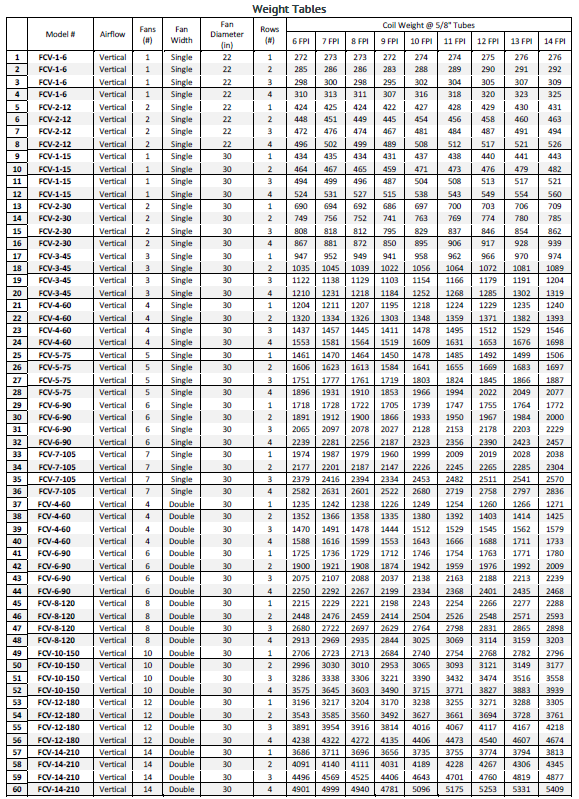 Weight Tables
Model # Airflow Fans (#) Fan Width Fan Diameter (in) Rows (#) Coil Weight @ 5/8" Tubes
6 FPI 7 FPI 8 FPI 9 FPI 10 FPI 11 FPI 12 FPI 13 FPI 14 FPI
1 FCV-1-6 Vertical 1 Single 22 1 272 273 273 272 274 274 275 276 276
2 FCV-1-6 Vertical 1 Single 22 2 285 286 286 283 288 289 290 291 292
3 FCV-1-6 Vertical 1 Single 22 3 298 300 298 295 302 304 305 307 309
4 FCV-1-6 Vertical 1 Single 22 4 310 313 311 307 316 318 320 323 325
5 FCV-2-12 Vertical 2 Single 22 1 424 425 424 422 427 428 429 430 431
6 FCV-2-12 Vertical 2 Single 22 2 448 451 449 445 454 456 458 460 463
7 FCV-2-12 Vertical 2 Single 22 3 472 476 474 467 481 484 487 491 494
8 FCV-2-12 Vertical 2 Single 22 4 496 502 499 489 508 512 517 521 526
9 FCV-1-15 Vertical 1 Single 30 1 434 435 434 431 437 438 440 441 443
10 FCV-1-15 Vertical 1 Single 30 2 464 467 465 459 471 473 476 479 482
11 FCV-1-15 Vertical 1 Single 30 3 494 499 496 487 504 508 513 517 521
12 FCV-1-15 Vertical 1 Single 30 4 524 531 527 515 538 543 549 554 560
13 FCV-2-30 Vertical 2 Single 30 1 690 694 692 686 697 700 703 706 709
14 FCV-2-30 Vertical 2 Single 30 2 749 756 752 741 763 769 774 780 785
15 FCV-2-30 Vertical 2 Single 30 3 808 818 812 795 829 837 846 854 862
16 FCV-2-30 Vertical 2 Single 30 4 867 881 872 850 895 906 917 928 939
17 FCV-3-45 Vertical 3 Single 30 1 947 952 949 941 958 962 966 970 974
18 FCV-3-45 Vertical 3 Single 30 2 1035 1045 1039 1022 1056 1064 1072 1081 1089
19 FCV-3-45 Vertical 3 Single 30 3 1122 1138 1129 1103 1154 1166 1179 1191 1204
20 FCV-3-45 Vertical 3 Single 30 4 1210 1231 1218 1184 1252 1268 1285 1302 1319
21 FCV-4-60 Vertical 4 Single 30 1 1204 1211 1207 1195 1218 1224 1229 1235 1240
22 FCV-4-60 Vertical 4 Single 30 2 1320 1334 1326 1303 1348 1359 1371 1382 1393
23 FCV-4-60 Vertical 4 Single 30 3 1437 1457 1445 1411 1478 1495 1512 1529 1546
24 FCV-4-60 Vertical 4 Single 30 4 1553 1581 1564 1519 1609 1631 1653 1676 1698
25 FCV-5-75 Vertical 5 Single 30 1 1461 1470 1464 1450 1478 1485 1492 1499 1506
26 FCV-5-75 Vertical 5 Single 30 2 1606 1623 1613 1584 1641 1655 1669 1683 1697
27 FCV-5-75 Vertical 5 Single 30 3 1751 1777 1761 1719 1803 1824 1845 1866 1887
28 FCV-5-75 Vertical 5 Single 30 4 1896 1931 1910 1853 1966 1994 2022 2049 2077
29 FCV-6-90 Vertical 6 Single 30 1 1718 1728 1722 1705 1739 1747 1755 1764 1772
30 FCV-6-90 Vertical 6 Single 30 2 1891 1912 1900 1866 1933 1950 1967 1984 2000
31 FCV-6-90 Vertical 6 Single 30 3 2065 2097 2078 2027 2128 2153 2178 2203 2229
32 FCV-6-90 Vertical 6 Single 30 4 2239 2281 2256 2187 2323 2356 2390 2423 2457
33 FCV-7-105 Vertical 7 Single 30 1 1974 1987 1979 1960 1999 2009 2019 2028 2038
34 FCV-7-105 Vertical 7 Single 30 2 2177 2201 2187 2147 2226 2245 2265 2285 2304
35 FCV-7-105 Vertical 7 Single 30 3 2379 2416 2394 2334 2453 2482 2511 2541 2570
36 FCV-7-105 Vertical 7 Single 30 4 2582 2631 2601 2522 2680 2719 2758 2797 2836
37 FCV-4-60 Vertical 4 Double 30 1 1235 1242 1238 1226 1249 1254 1260 1266 1271
38 FCV-4-60 Vertical 4 Double 30 2 1352 1366 1358 1335 1380 1392 1403 1414 1425
39 FCV-4-60 Vertical 4 Double 30 3 1470 1491 1478 1444 1512 1529 1545 1562 1579
40 FCV-4-60 Vertical 4 Double 30 4 1588 1616 1599 1553 1643 1666 1688 1711 1733
41 FCV-6-90 Vertical 6 Double 30 1 1725 1736 1729 1712 1746 1754 1763 1771 1780
42 FCV-6-90 Vertical 6 Double 30 2 1900 1921 1908 1874 1942 1959 1976 1992 2009
43 FCV-6-90 Vertical 6 Double 30 3 2075 2107 2088 2037 2138 2163 2188 2213 2239
44 FCV-6-90 Vertical 6 Double 30 4 2250 2292 2267 2199 2334 2368 2401 2435 2468
45 FCV-8-120 Vertical 8 Double 30 1 2215 2229 2221 2198 2243 2254 2266 2277 2288
46 FCV-8-120 Vertical 8 Double 30 2 2448 2476 2459 2414 2504 2526 2548 2571 2593
47 FCV-8-120 Vertical 8 Double 30 3 2680 2722 2697 2629 2764 2798 2831 2865 2898
48 FCV-8-120 Vertical 8 Double 30 4 2913 2969 2935 2844 3025 3069 3114 3159 3203
49 FCV-10-150 Vertical 10 Double 30 1 2706 2723 2713 2684 2740 2754 2768 2782 2796
50 FCV-10-150 Vertical 10 Double 30 2 2996 3030 3010 2953 3065 3093 3121 3149 3177
51 FCV-10-150 Vertical 10 Double 30 3 3286 3338 3306 3221 3390 3432 3474 3516 3558
52 FCV-10-150 Vertical 10 Double 30 4 3575 3645 3603 3490 3715 3771 3827 3883 3939
53 FCV-12-180 Vertical 12 Double 30 1 3196 3217 3204 3170 3238 3255 3271 3288 3305
54 FCV-12-180 Vertical 12 Double 30 2 3543 3585 3560 3492 3627 3661 3694 3728 3761
55 FCV-12-180 Vertical 12 Double 30 3 3891 3954 3916 3814 4016 4067 4117 4167 4218
56 FCV-12-180 Vertical 12 Double 30 4 4238 4322 4272 4135 4406 4473 4540 4607 4674
57 FCV-14-210 Vertical 14 Double 30 1 3686 3711 3696 3656 3735 3755 3774 3794 3813
58 FCV-14-210 Vertical 14 Double 30 2 4091 4140 4111 4031 4189 4228 4267 4306 4345
59 FCV-14-210 Vertical 14 Double 30 3 4496 4569 4525 4406 4643 4701 4760 4819 4877
60 FCV-14-210 Vertical 14 Double 30 4 4901 4999 4940 4781 5096 5175 5253 5331 5409